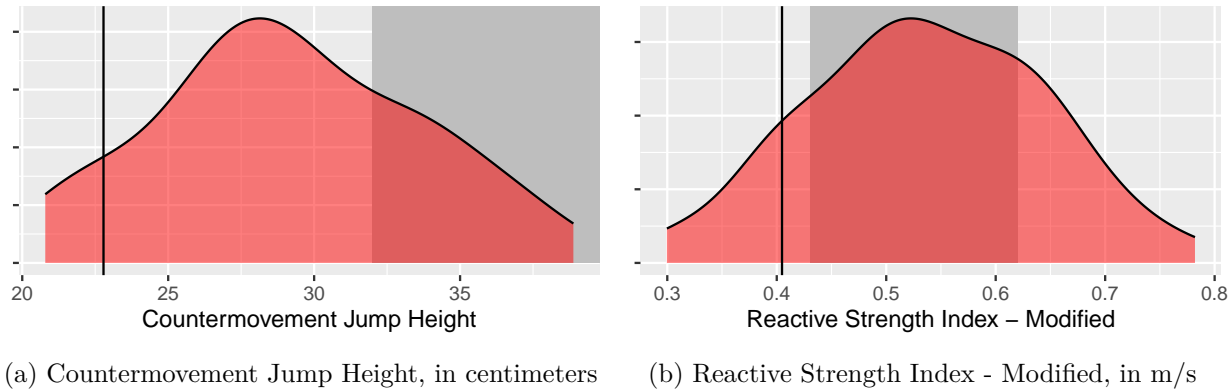 20 25 30 35
Countermovement Jump Height
(a) Countermovement Jump Height, in centimeters
0.3 0.4 0.5 0.6 0.7 0.8
Reactive Strength Index – Modified
(b) Reactive Strength Index - Modified, in m/s